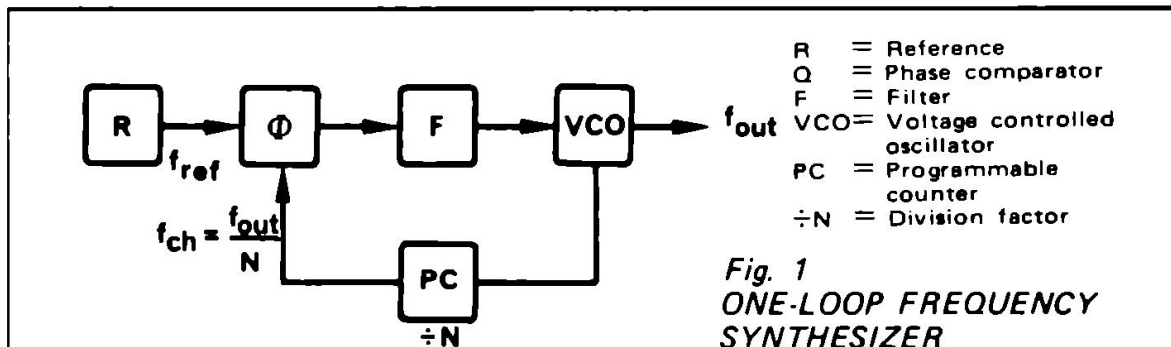 R
Φ
F
VCO
f_out
f_ref
f_ch = f_out/N
PC
÷N
R = Reference
Q = Phase comparator
F = Filter
VCO= Voltage controlled
oscillator
PC = Programmable
counter
÷N = Division factor
Fig. 1
ONE-LOOP FREQUENCY
SYNTHESIZER